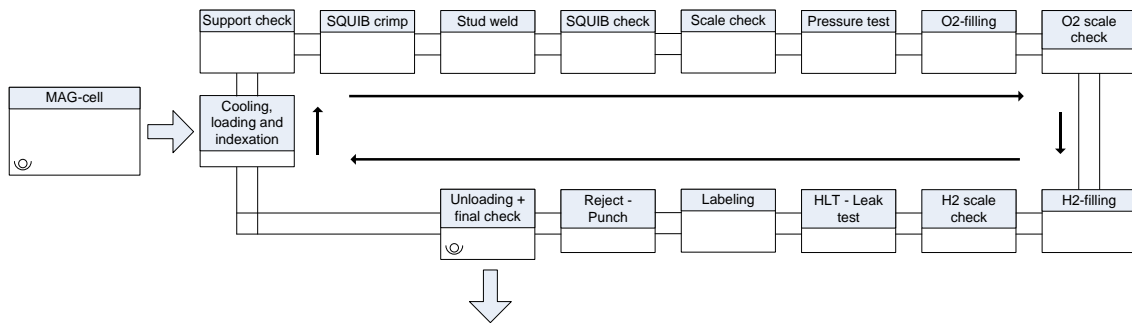 Support check
SQUIB crimp
Stud weld
SQUIB check
Scale check
Pressure test
O2-filling
O2 scale
check
MAG-cell
Cooling,
loading and
indexation
Unloading +
final check
Reject -
Punch
Labeling
HLT - Leak
test
H2 scale
check
H2-filling